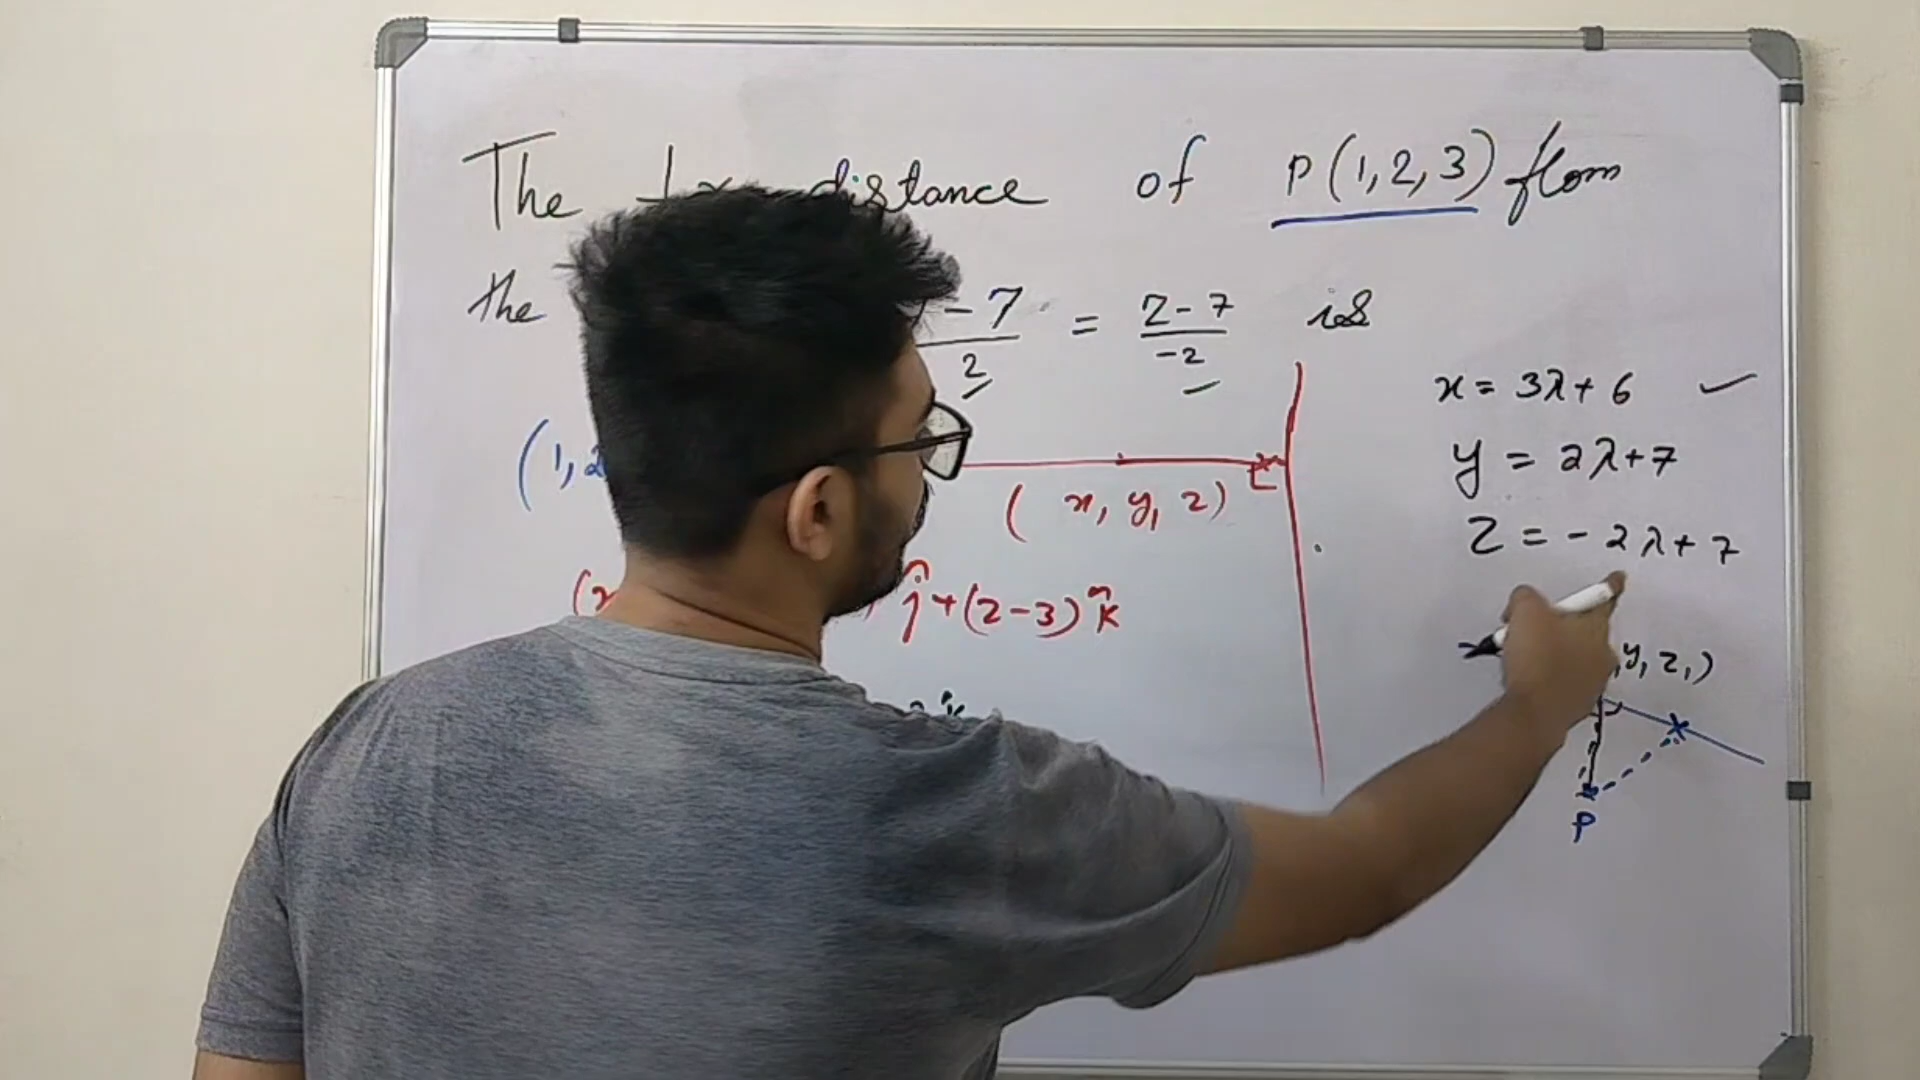 The distance of P(1,2,3) from
the - 7 / 2 = z-7 / -2 is
x = 3λ + 6
y = 2λ+7
z = - 2λ + 7
(1,2
( x, y, z)
(x ĵ + (z-3) k̂
y, z,)
P